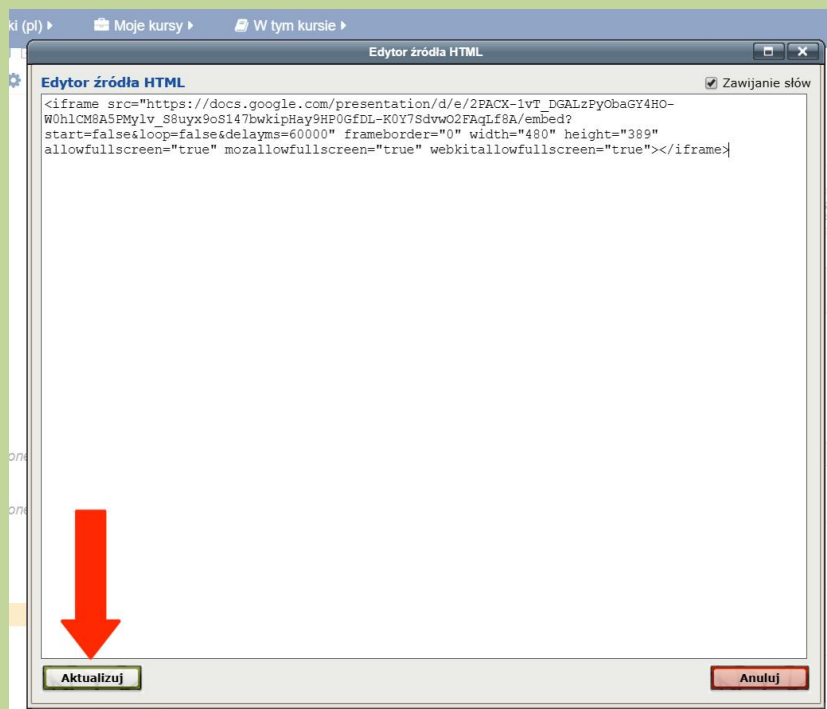 ki (pl) Moje kursy W tym kursie
Edytor źródła HTML
Edytor źródła HTML Zawijanie słów
<iframe src="https://docs.google.com/presentation/d/e/2PACX-1vT_DGALzPyObaGY4HO-
W0hlCM8A5PMylv_S8uyx9oS147bwkipHay9HP0GfDL-K0Y7SdvwO2FAqLf8A/embed?
start=false&loop=false&delayms=60000" frameborder="0" width="480" height="389"
allowfullscreen="true" mozallowfullscreen="true" webkitallowfullscreen="true"></iframe>
one
one
Aktualizuj Anuluj